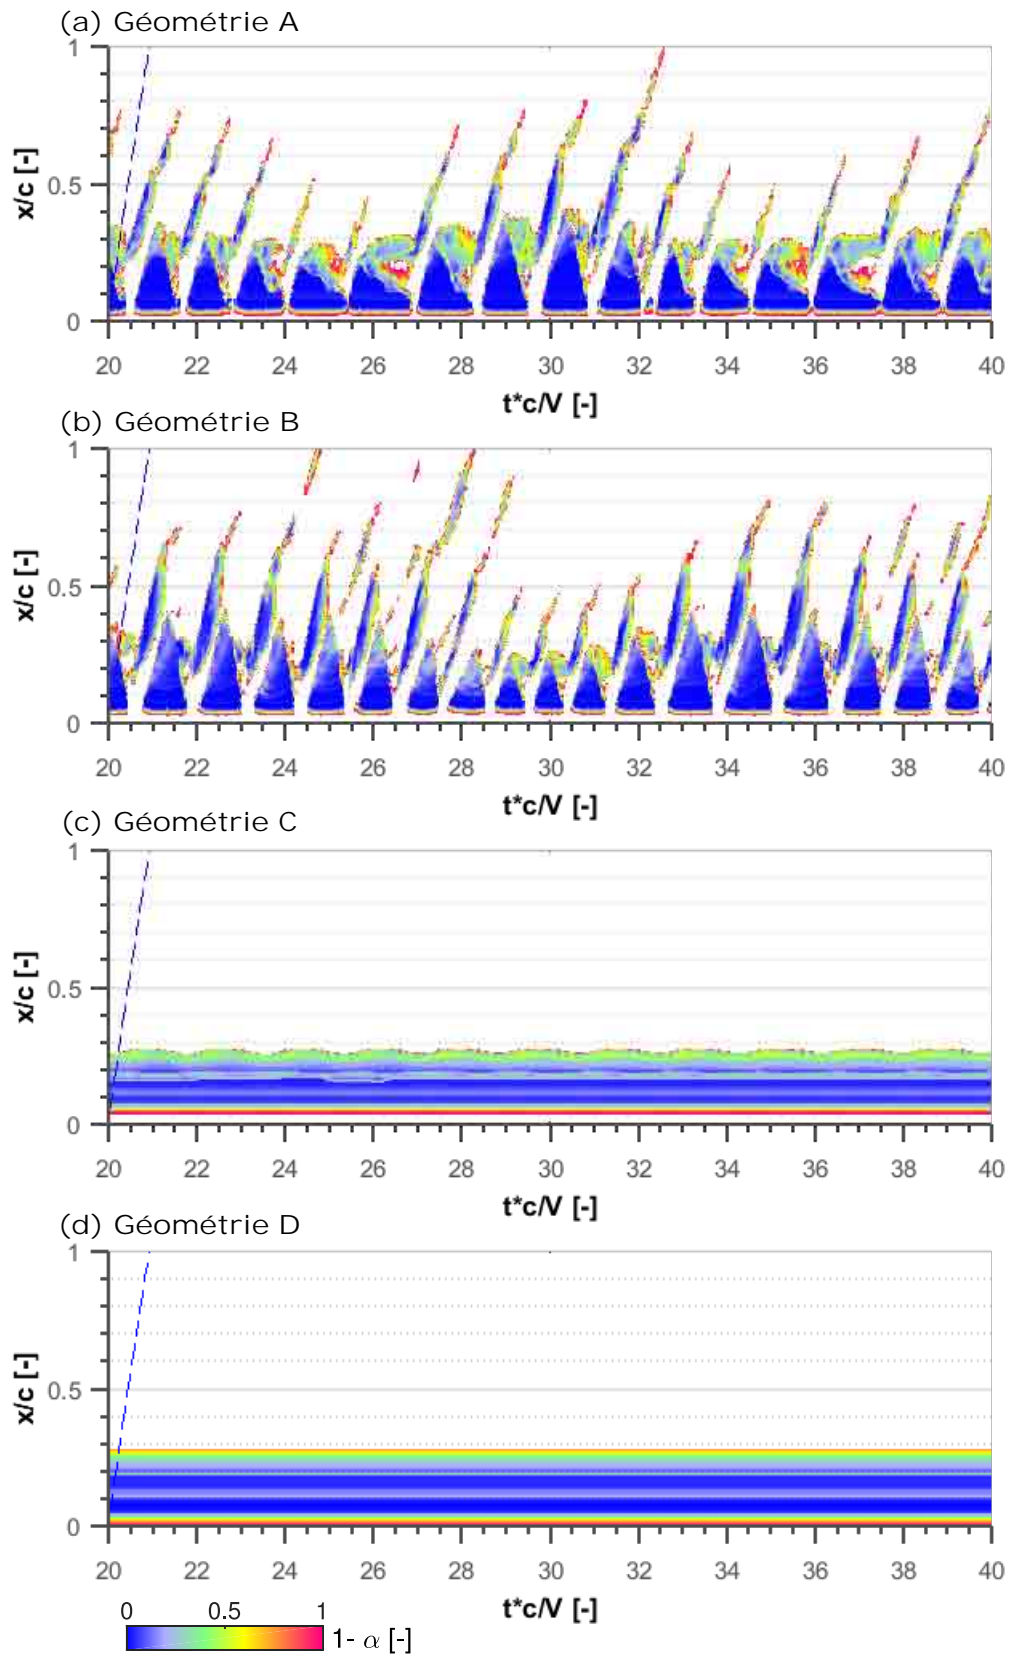 (a) Géométrie A
1
0.5
0
x/c [-]
20 22 24 26 28 30 32 34 36 38 40
t*c/V [-]
(b) Géométrie B
1
0.5
0
x/c [-]
20 22 24 26 28 30 32 34 36 38 40
t*c/V [-]
(c) Géométrie C
1
0.5
0
x/c [-]
20 22 24 26 28 30 32 34 36 38 40
t*c/V [-]
(d) Géométrie D
1
0.5
0
x/c [-]
20 22 24 26 28 30 32 34 36 38 40
t*c/V [-]
0 0.5 1
1- α [-]